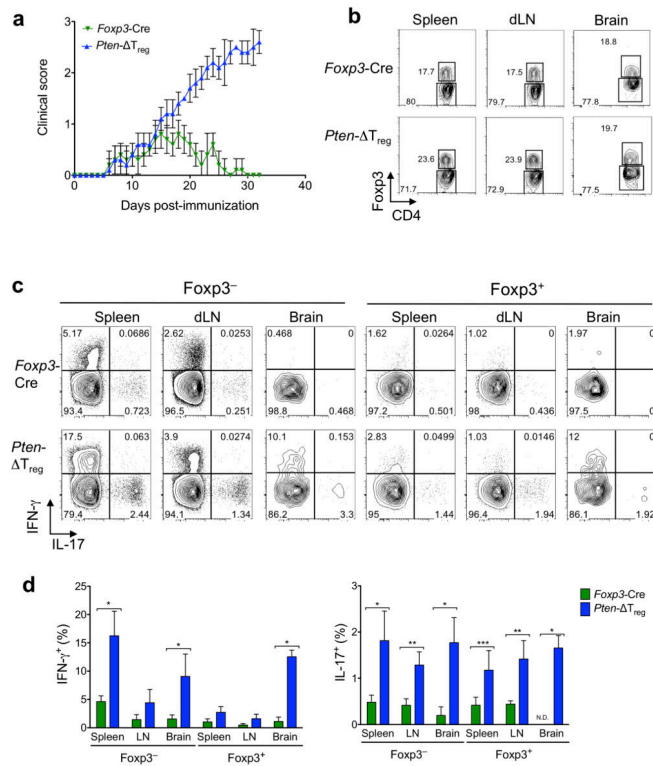 a
Foxp3-Cre
Pten-ΔTreg
Clinical score
3
2
1
0
0 10 20 30 40
Days post-immunization
b
Spleen dLN Brain
Foxp3-Cre
17.7 17.5 18.8
80 79.7 77.8
Pten-ΔTreg
23.6 23.9 19.7
71.7 72.9 77.5
Foxp3
CD4
c
Foxp3⁻ Foxp3⁺
Spleen dLN Brain Spleen dLN Brain
Foxp3-
Cre
5.17 0.0686 2.62 0.0253 0.468 0 1.62 0.0264 1.02 0 1.97 0
93.4 0.723 96.5 0.251 98.8 0.468 97.2 0.501 98 0.436 97.5 0
Pten-
ΔTreg
17.5 0.063 3.9 0.0274 10.1 0.153 2.83 0.0499 1.03 0.0146 12 0
79.4 2.44 94.1 1.34 86.2 3.3 95 1.44 96.4 1.94 86.1 1.92
IFN-γ
IL-17
d
Foxp3-Cre
Pten-ΔTreg
IFN-γ⁺ (%)
25
20
15
10
5
0
* * *
Spleen LN Brain Spleen LN Brain
Foxp3⁻ Foxp3⁺
IL-17⁺ (%)
3
2
1
0
* ** * *** ** *
N.D.
Spleen LN Brain Spleen LN Brain
Foxp3⁻ Foxp3⁺